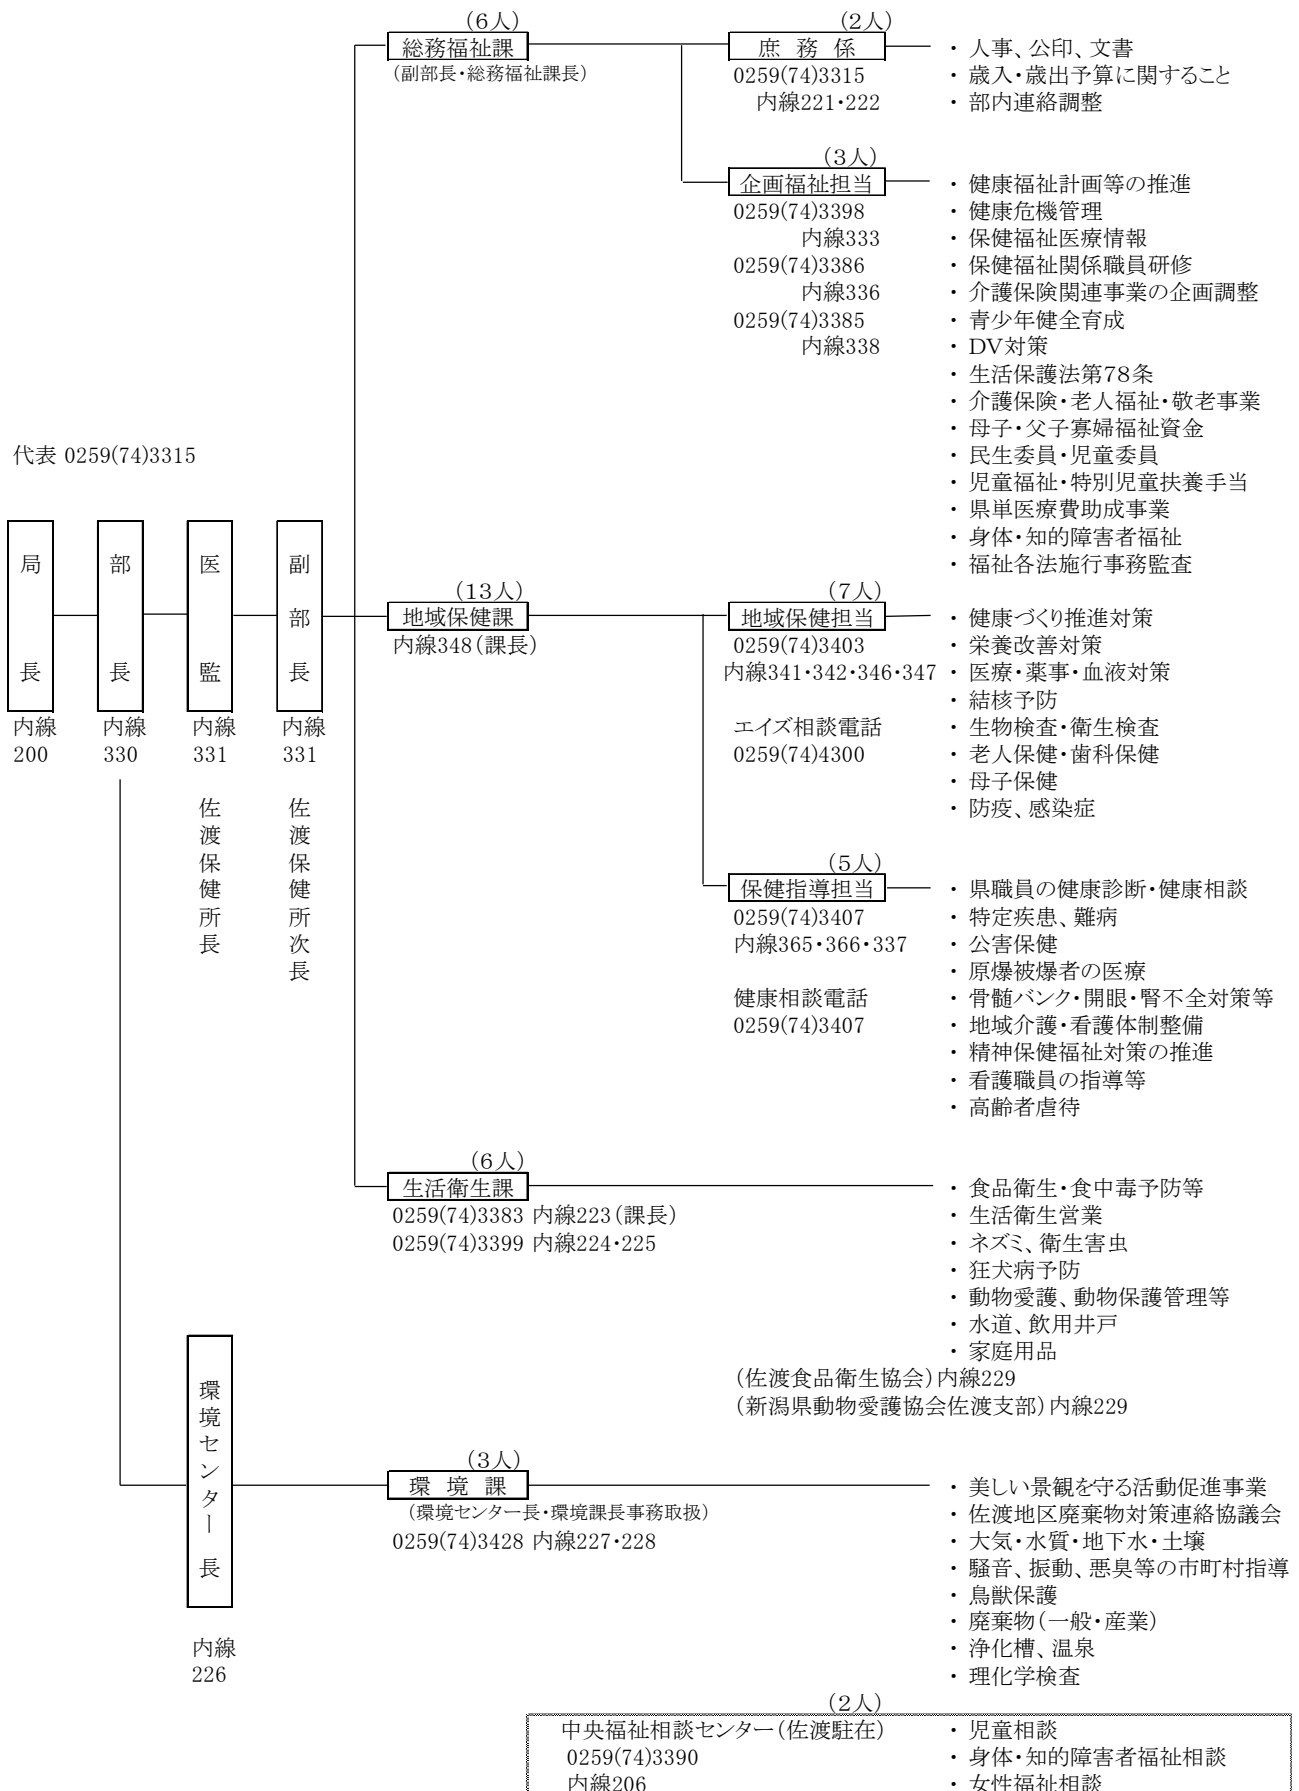 (6人)
総務福祉課
(副部長・総務福祉課長)
(2人)
庶 務 係
0259(74)3315
内線221・222
・ 人事、公印、文書
・ 歳入・歳出予算に関すること
・ 部内連絡調整
(3人)
企画福祉担当
0259(74)3398
内線333
0259(74)3386
内線336
0259(74)3385
内線338
・ 健康福祉計画等の推進
・ 健康危機管理
・ 保健福祉医療情報
・ 保健福祉関係職員研修
・ 介護保険関連事業の企画調整
・ 青少年健全育成
・ DV対策
・ 生活保護法第78条
・ 介護保険・老人福祉・敬老事業
・ 母子・父子寡婦福祉資金
・ 民生委員・児童委員
・ 児童福祉・特別児童扶養手当
・ 県単医療費助成事業
・ 身体・知的障害者福祉
・ 福祉各法施行事務監査
代表 0259(74)3315
局長
内線
200
部長
内線
330
医監
内線
331
佐渡保健所長
副部長
内線
331
佐渡保健所次長
(13人)
地域保健課
内線348(課長)
(7人)
地域保健担当
0259(74)3403
内線341・342・346・347
エイズ相談電話
0259(74)4300
・ 健康づくり推進対策
・ 栄養改善対策
・ 医療・薬事・血液対策
・ 結核予防
・ 生物検査・衛生検査
・ 老人保健・歯科保健
・ 母子保健
・ 防疫、感染症
(5人)
保健指導担当
0259(74)3407
内線365・366・337
健康相談電話
0259(74)3407
・ 県職員の健康診断・健康相談
・ 特定疾患、難病
・ 公害保健
・ 原爆被爆者の医療
・ 骨髄バンク・開眼・腎不全対策等
・ 地域介護・看護体制整備
・ 精神保健福祉対策の推進
・ 看護職員の指導等
・ 高齢者虐待
(6人)
生活衛生課
0259(74)3383 内線223(課長)
0259(74)3399 内線224・225
・ 食品衛生・食中毒予防等
・ 生活衛生営業
・ ネズミ、衛生害虫
・ 狂犬病予防
・ 動物愛護、動物保護管理等
・ 水道、飲用井戸
・ 家庭用品
(佐渡食品衛生協会)内線229
(新潟県動物愛護協会佐渡支部)内線229
環境センター長
内線
226
(3人)
環 境 課
(環境センター長・環境課長事務取扱)
0259(74)3428 内線227・228
・ 美しい景観を守る活動促進事業
・ 佐渡地区廃棄物対策連絡協議会
・ 大気・水質・地下水・土壌
・ 騒音、振動、悪臭等の市町村指導
・ 鳥獣保護
・ 廃棄物(一般・産業)
・ 浄化槽、温泉
・ 理化学検査
(2人)
中央福祉相談センター(佐渡駐在)
0259(74)3390
内線206
・ 児童相談
・ 身体・知的障害者福祉相談
・ 女性福祉相談